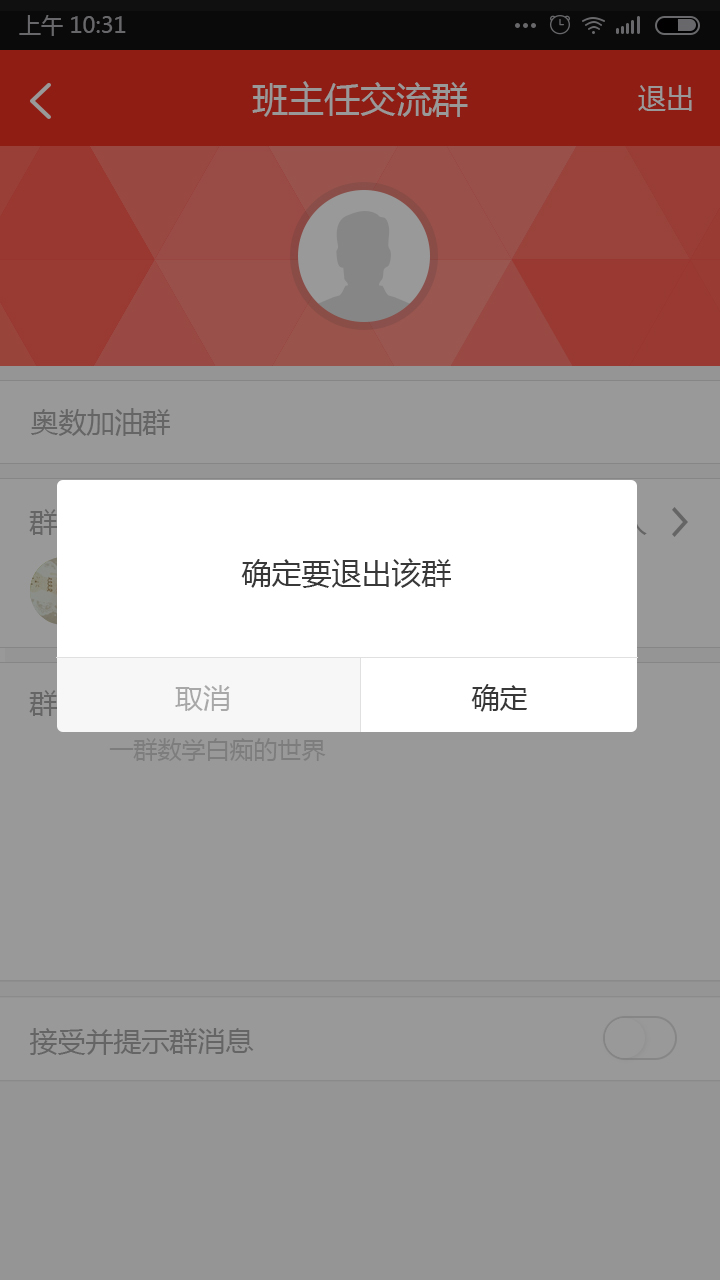 上午 10:31
班主任交流群
退出
奥数加油群
群
确定要退出该群
取消
确定
群
一群数学白痴的世界
接受并提示群消息